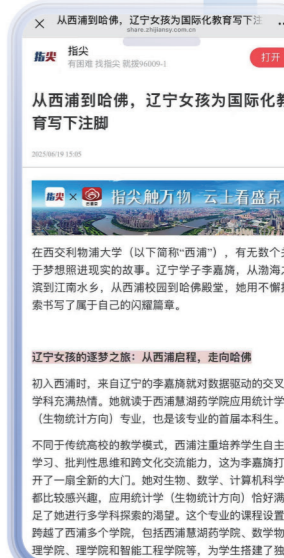 从西浦到哈佛，辽宁女孩为国际化教育写下注
share.zhijiansy.com.cn
指尖
指尖
有困难 找指尖 就拨96009-1
打开
从西浦到哈佛，辽宁女孩为国际化教
育写下注脚
2025/06/19 15:05
指尖 × 指尖触万物 云上看盛京
在西交利物浦大学（以下简称“西浦”），有无数个关
于梦想照进现实的故事。辽宁学子李嘉旖，从渤海之
滨到江南水乡，从西浦校园到哈佛殿堂，她用不懈探
索书写了属于自己的闪耀篇章。
辽宁女孩的逐梦之旅：从西浦启程，走向哈佛
初入西浦时，来自辽宁的李嘉旖就对数据驱动的交叉
学科充满热情。她就读于西浦慧湖药学院应用统计学
（生物统计方向）专业，也是该专业的首届本科生。
不同于传统高校的教学模式，西浦注重培养学生自主
学习、批判性思维和跨文化交流能力，这为李嘉旖打
开了一扇全新的大门。她对生物、数学、计算机科学
都比较感兴趣，应用统计学（生物统计方向）恰好满
足了她进行多学科探索的渴望。这个专业的课程设置
跨越了西浦多个学院，包括西浦慧湖药学院、数学物
理学院、理学院和智能工程学院等，为学生搭建了独